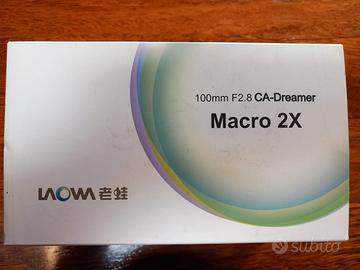 100mm F2.8 CA-Dreamer
Macro 2X
LAOWA 老蛙
subito